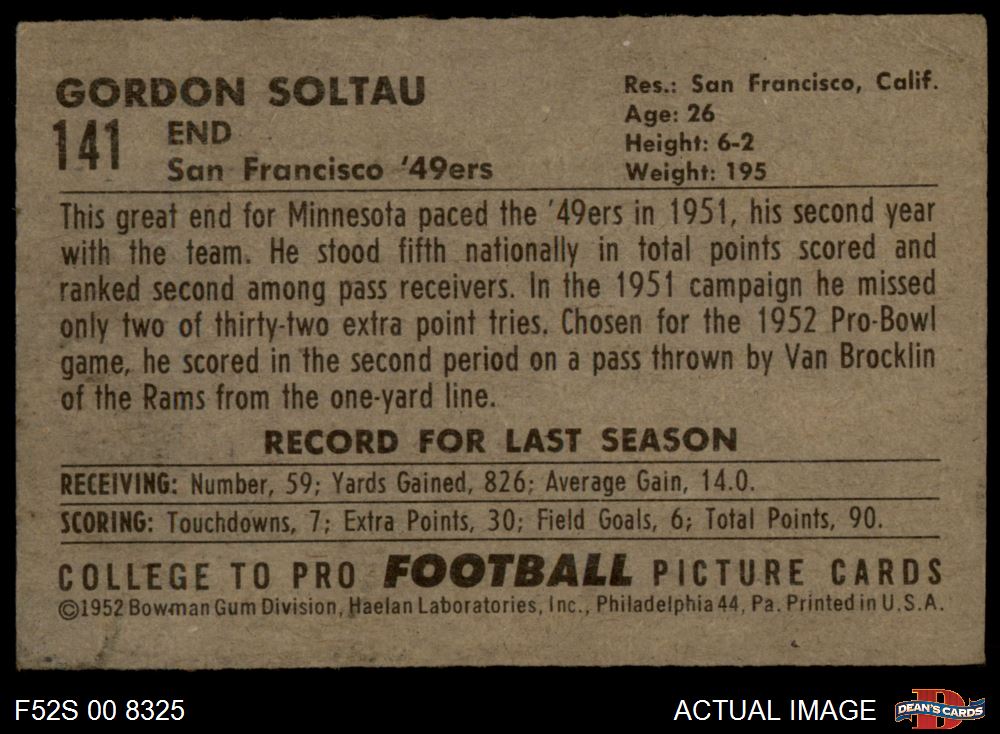 GORDON SOLTAU
141 END
San Francisco '49ers
Res.: San Francisco, Calif.
Age: 26
Height: 6-2
Weight: 195
This great end for Minnesota paced the '49ers in 1951, his second year
with the team. He stood fifth nationally in total points scored and
ranked second among pass receivers. In the 1951 campaign he missed
only two of thirty-two extra point tries. Chosen for the 1952 Pro-Bowl
game, he scored in the second period on a pass thrown by Van Brocklin
of the Rams from the one-yard line.
RECORD FOR LAST SEASON
RECEIVING: Number, 59; Yards Gained, 826; Average Gain, 14.0.
SCORING: Touchdowns, 7; Extra Points, 30; Field Goals, 6; Total Points, 90.
COLLEGE TO PRO FOOTBALL PICTURE CARDS
©1952 Bowman Gum Division, Haelan Laboratories, Inc., Philadelphia 44, Pa. Printed in U.S.A.
F52S 00 8325
ACTUAL IMAGE
D
DEAN'S CARDS